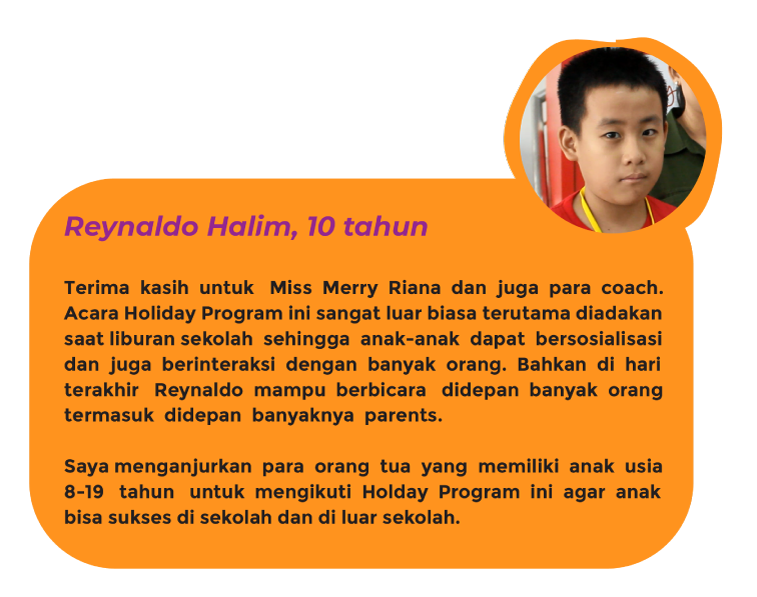 Reynaldo Halim, 10 tahun
Terima kasih untuk Miss Merry Riana dan juga para coach.
Acara Holiday Program ini sangat luar biasa terutama diadakan
saat liburan sekolah sehingga anak-anak dapat bersosialisasi
dan juga berinteraksi dengan banyak orang. Bahkan di hari
terakhir Reynaldo mampu berbicara didepan banyak orang
termasuk didepan banyaknya parents.
Saya menganjurkan para orang tua yang memiliki anak usia
8-19 tahun untuk mengikuti Holday Program ini agar anak
bisa sukses di sekolah dan di luar sekolah.